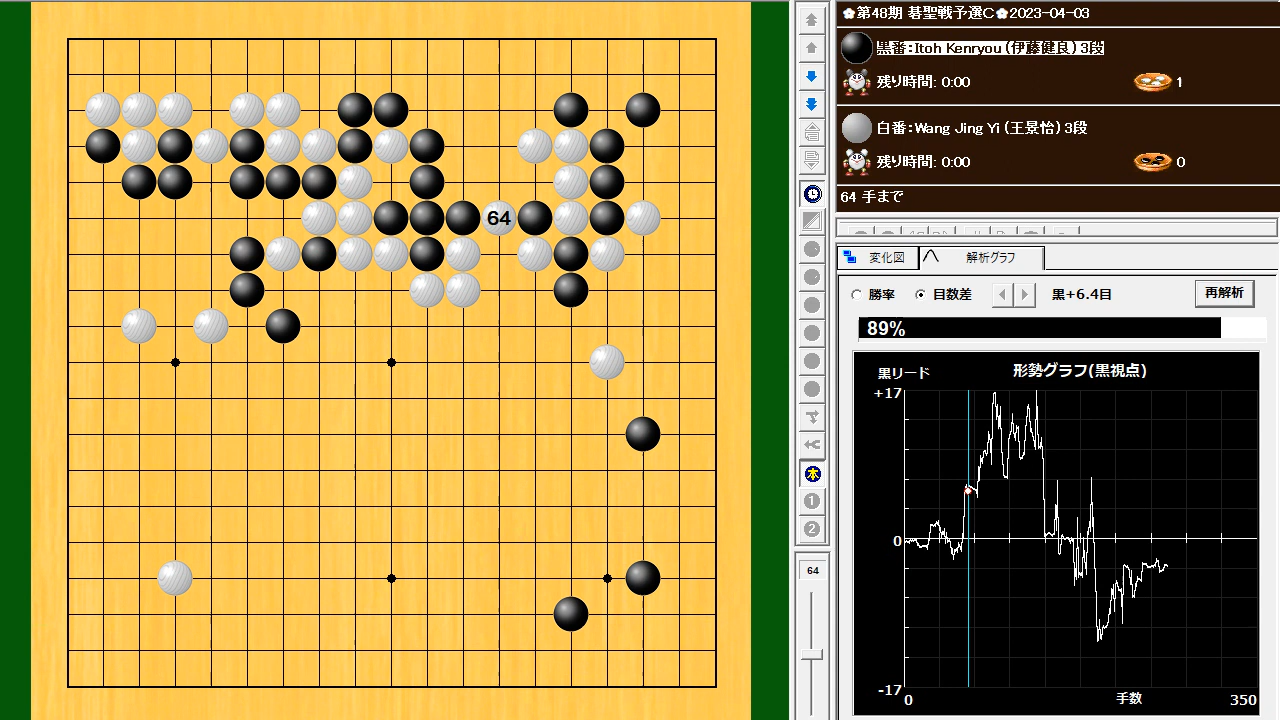 ✿第48期 碁聖戦予選C✿2023-04-03
黒番：Itoh Kenryou (伊藤健良) 3段
残り時間: 0:00
1
白番：Wang Jing Yi (王景怡) 3段
残り時間: 0:00
0
64 手まで
変化図
解析グラフ
勝率
目数差
黒+6.4目
再解析
89%
黒リード
形勢グラフ(黒視点)
+17
0
-17
0
手数
350
64
本
1
2
64